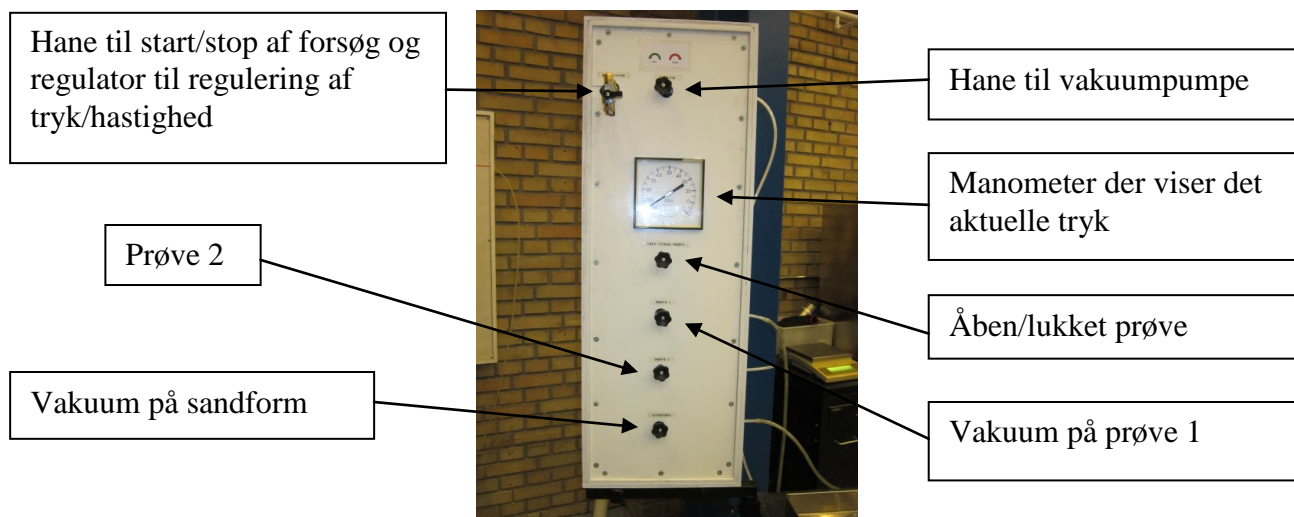 Hane til start/stop af forsøg og
regulator til regulering af
tryk/hastighed
Hane til vakuumpumpe
Manometer der viser det
aktuelle tryk
Prøve 2
Åben/lukket prøve
Vakuum på sandform
Vakuum på prøve 1